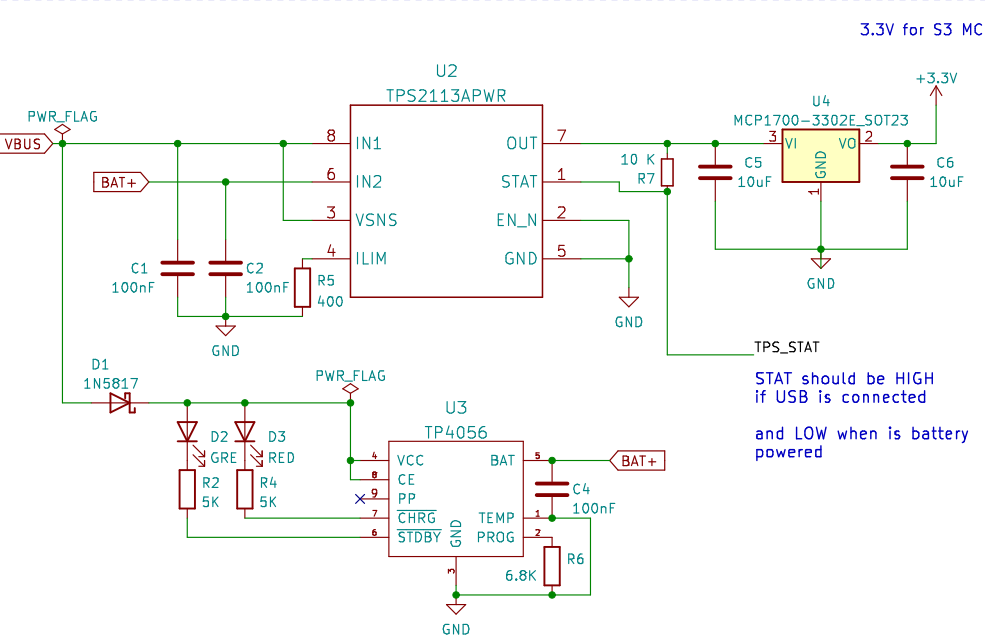 3.3V for S3 MC
U2
TPS2113APWR
+3.3V
U4
MCP1700-3302E_SOT23
PWR_FLAG
VBUS
8
IN1
OUT
7
3
VI
VO
2
GND
1
10 K
R7
C5
10uF
C6
10uF
BAT+
6
IN2
STAT
1
3
VSNS
EN_N
2
4
ILIM
GND
5
C1
100nF
C2
100nF
R5
400
GND
GND
GND
TPS_STAT
STAT should be HIGH
if USB is connected
and LOW when is battery
powered
D1
1N5817
PWR_FLAG
U3
TP4056
D2
GRE
D3
RED
R2
5K
R4
5K
4
VCC
BAT
5
BAT+
8
CE
9
PP
C4
100nF
7
CHRG
TEMP
1
6
STDBY
PROG
2
GND
3
R6
6.8K
GND